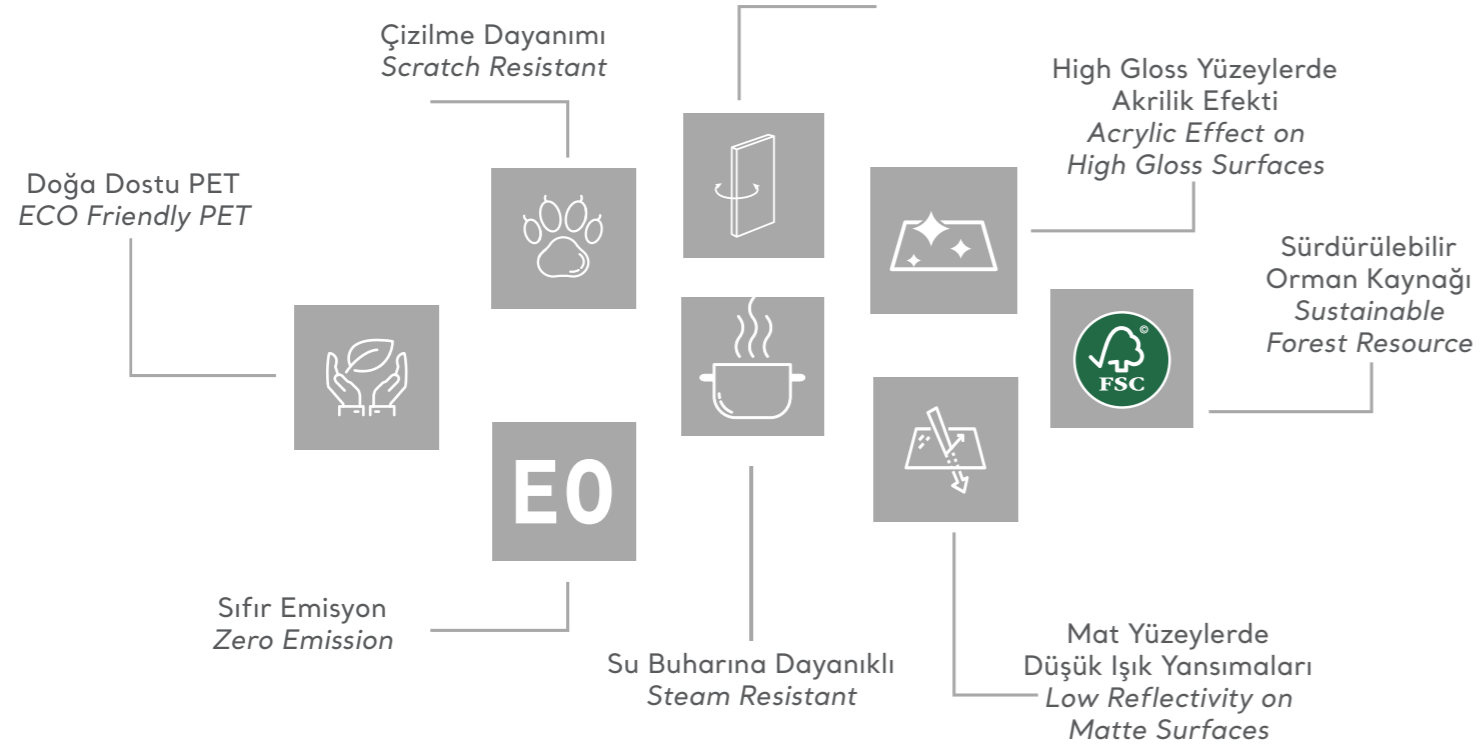 Çizilme Dayanımı
Scratch Resistant
High Gloss Yüzeylerde
Akrilik Efekti
Acrylic Effect on
High Gloss Surfaces
Doğa Dostu PET
ECO Friendly PET
Sürdürülebilir
Orman Kaynağı
Sustainable
Forest Resource
©
FSC
E0
Sıfır Emisyon
Zero Emission
Su Buharına Dayanıklı
Steam Resistant
Mat Yüzeylerde
Düşük Işık Yansımaları
Low Reflectivity on
Matte Surfaces